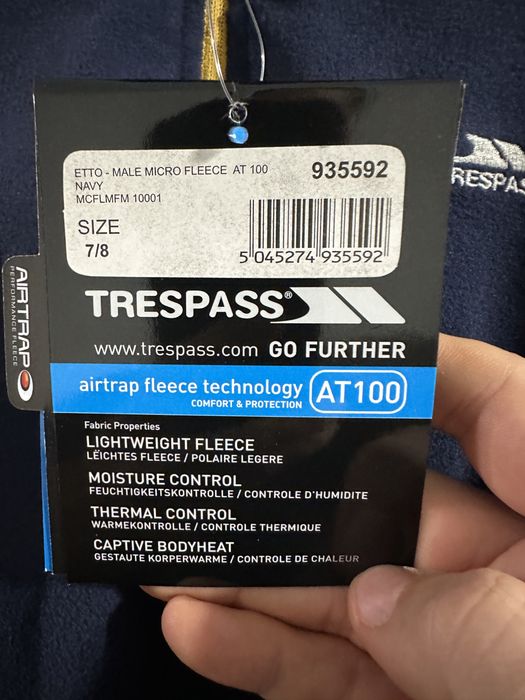 ETTO - MALE MICRO FLEECE AT 100
935592
NAVY
MCFLMFM 10001
SIZE
7/8
5 045274 935592
TRESPASS®
www.trespass.com GO FURTHER
airtrap fleece technology AT100
COMFORT & PROTECTION
Fabric Properties
LIGHTWEIGHT FLEECE
LËICHTES FLEECE / POLAIRE LEGERE
MOISTURE CONTROL
FEUCHTIGKEITSKONTROLLE / CONTROLE D'HUMIDITE
THERMAL CONTROL
WARMEKONTROLLE / CONTROLE THERMIQUE
CAPTIVE BODYHEAT
GESTAUTE KORPERWARME / CONTROLE DE CHALEUR
AIRTRAP
PERFORMANCE FLEECE
RESPAS